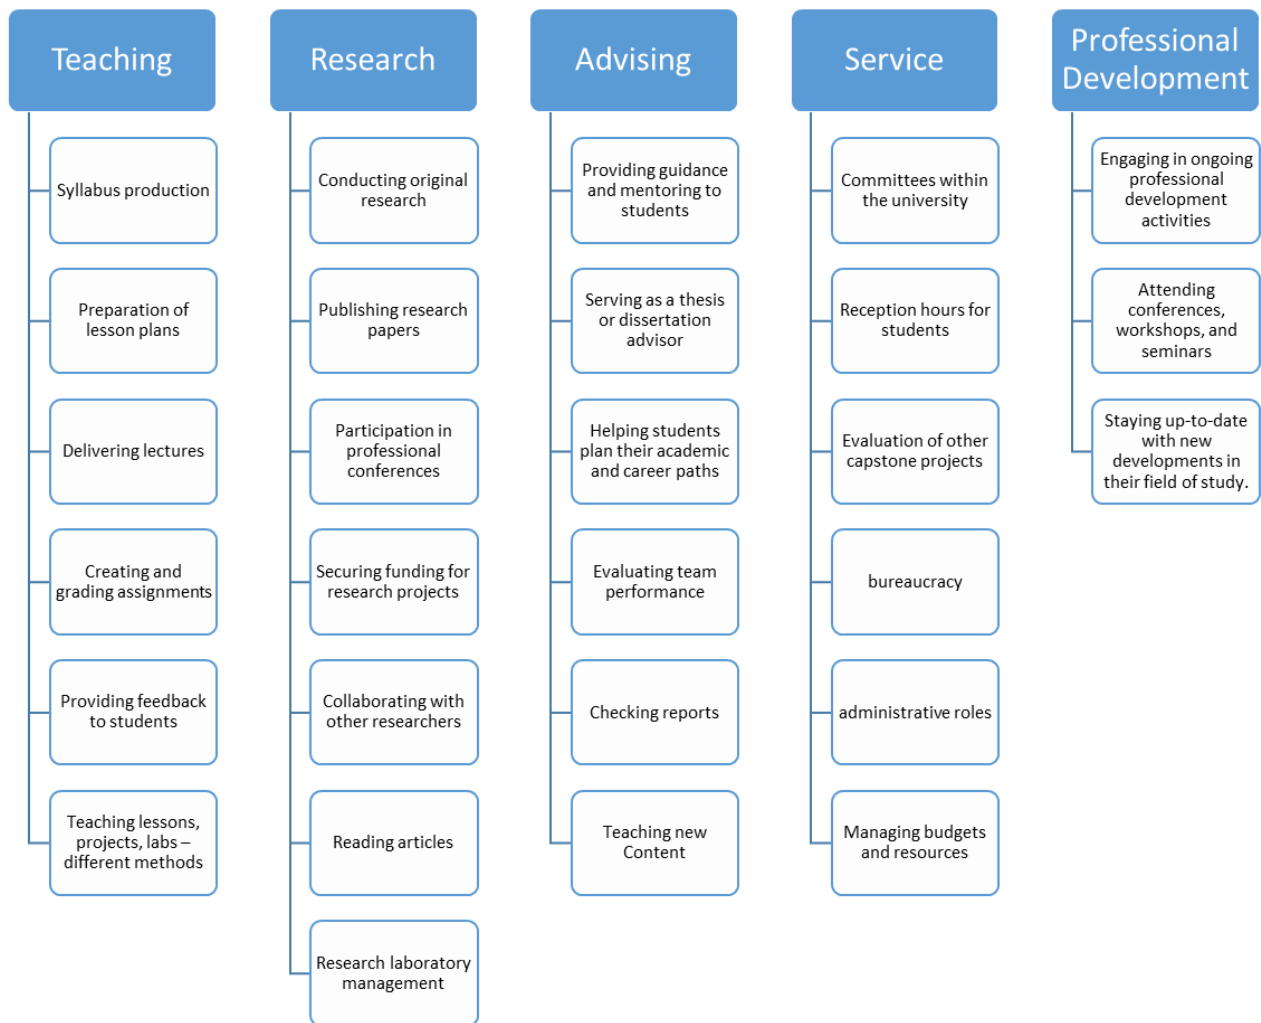 Teaching
Syllabus production
Preparation of
lesson plans
Delivering lectures
Creating and
grading assignments
Providing feedback
to students
Teaching lessons,
projects, labs –
different methods
Research
Conducting original
research
Publishing research
papers
Participation in
professional
conferences
Securing funding for
research projects
Collaborating with
other researchers
Reading articles
Research laboratory
management
Advising
Providing guidance
and mentoring to
students
Serving as a thesis
or dissertation
advisor
Helping students
plan their academic
and career paths
Evaluating team
performance
Checking reports
Teaching new
Content
Service
Committees within
the university
Reception hours for
students
Evaluation of other
capstone projects
bureaucracy
administrative roles
Managing budgets
and resources
Professional
Development
Engaging in ongoing
professional
development
activities
Attending
conferences,
workshops, and
seminars
Staying up-to-date
with new
developments in
their field of study.